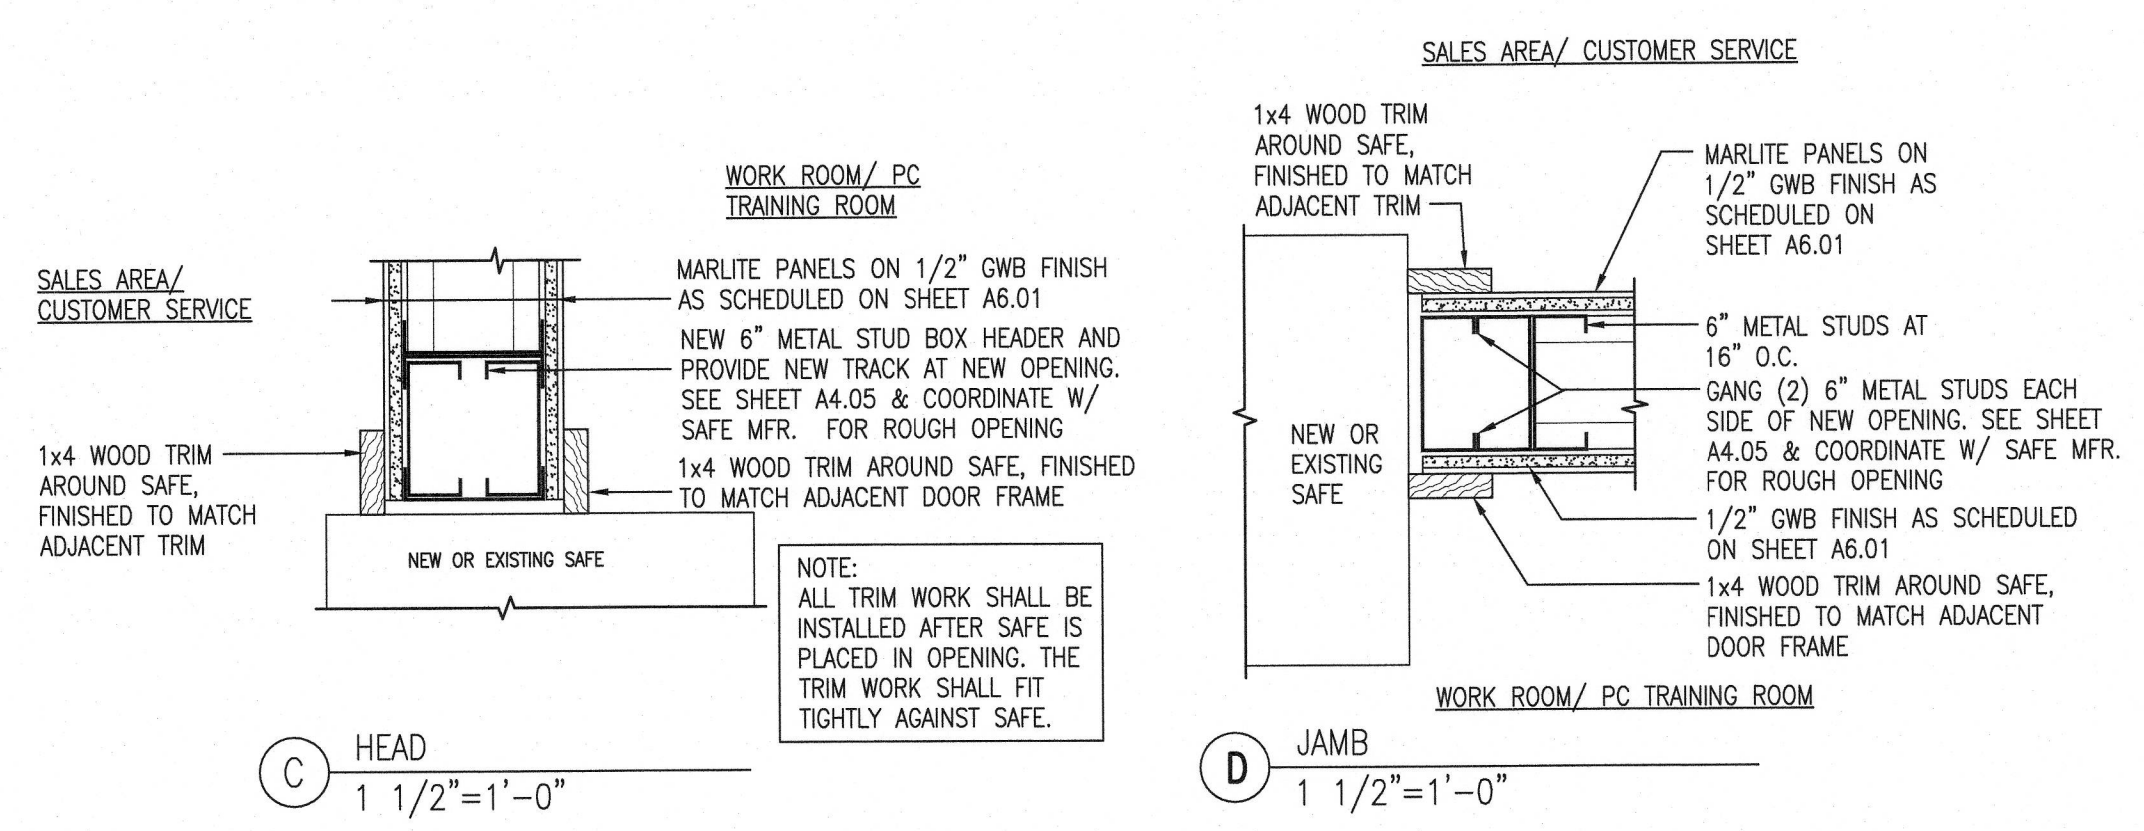 WORK ROOM/ PC
TRAINING ROOM
SALES AREA/
CUSTOMER SERVICE
MARLITE PANELS ON 1/2" GWB FINISH
AS SCHEDULED ON SHEET A6.01
NEW 6" METAL STUD BOX HEADER AND
PROVIDE NEW TRACK AT NEW OPENING.
SEE SHEET A4.05 & COORDINATE W/
SAFE MFR. FOR ROUGH OPENING
1x4 WOOD TRIM
AROUND SAFE,
FINISHED TO MATCH
ADJACENT TRIM
1x4 WOOD TRIM AROUND SAFE, FINISHED
TO MATCH ADJACENT DOOR FRAME
NEW OR EXISTING SAFE
NOTE:
ALL TRIM WORK SHALL BE
INSTALLED AFTER SAFE IS
PLACED IN OPENING. THE
TRIM WORK SHALL FIT
TIGHTLY AGAINST SAFE.
C
HEAD
1 1/2"=1'-0"
SALES AREA/ CUSTOMER SERVICE
1x4 WOOD TRIM
AROUND SAFE,
FINISHED TO MATCH
ADJACENT TRIM
MARLITE PANELS ON
1/2" GWB FINISH AS
SCHEDULED ON
SHEET A6.01
6" METAL STUDS AT
16" O.C.
GANG (2) 6" METAL STUDS EACH
SIDE OF NEW OPENING. SEE SHEET
A4.05 & COORDINATE W/ SAFE MFR.
FOR ROUGH OPENING
NEW OR
EXISTING
SAFE
1/2" GWB FINISH AS SCHEDULED
ON SHEET A6.01
1x4 WOOD TRIM AROUND SAFE,
FINISHED TO MATCH ADJACENT
DOOR FRAME
WORK ROOM/ PC TRAINING ROOM
D
JAMB
1 1/2"=1'-0"